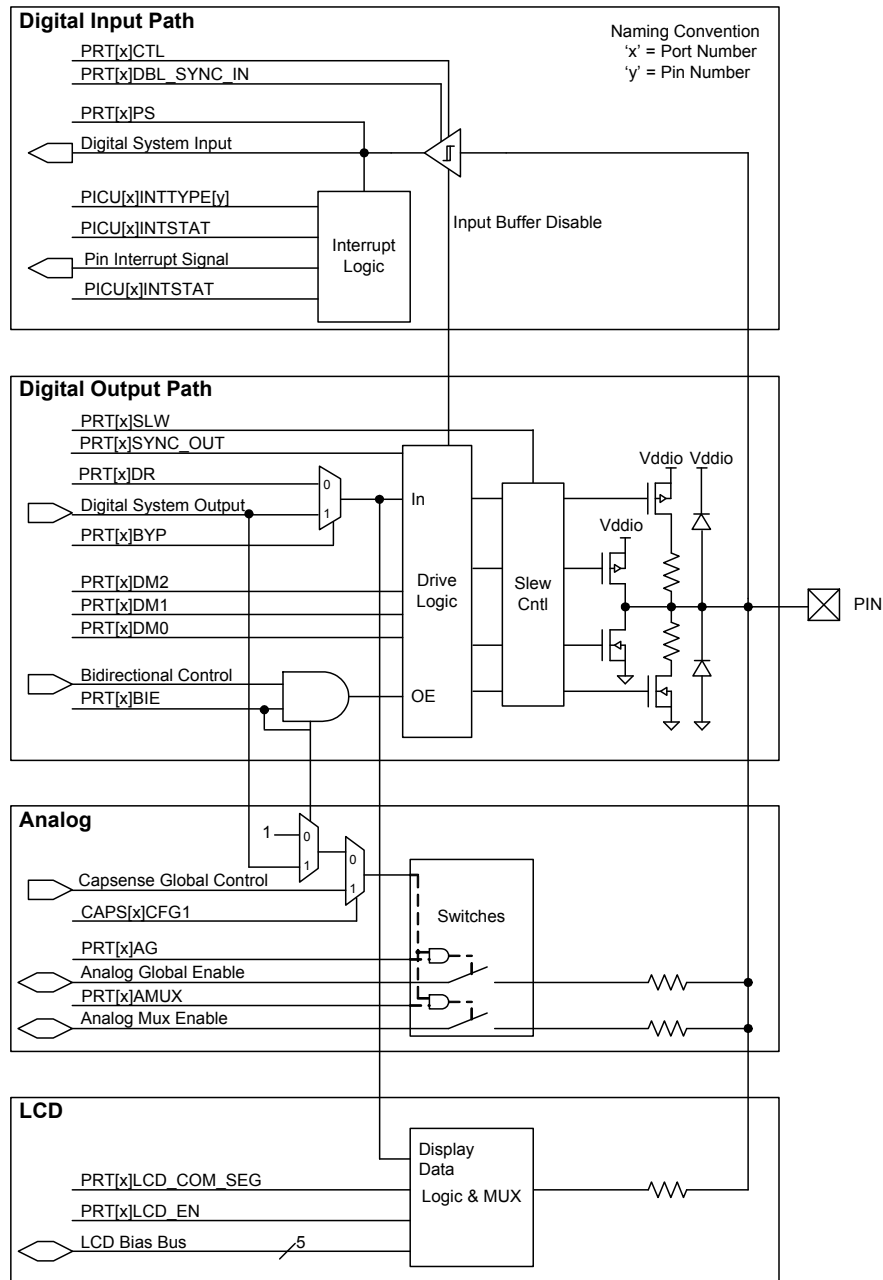 Digital Input Path
Naming Convention
‘x’ = Port Number
‘y’ = Pin Number
PRT[x]CTL
PRT[x]DBL_SYNC_IN
PRT[x]PS
Digital System Input
PICU[x]INTTYPE[y]
PICU[x]INTSTAT
Pin Interrupt Signal
PICU[x]INTSTAT
Interrupt
Logic
Input Buffer Disable
Digital Output Path
PRT[x]SLW
PRT[x]SYNC_OUT
PRT[x]DR
Digital System Output
PRT[x]BYP
0
1
In
PRT[x]DM2
PRT[x]DM1
PRT[x]DM0
Drive
Logic
Slew
Cntl
Vddio Vddio
Vddio
PIN
Bidirectional Control
PRT[x]BIE
OE
Analog
1
0
1
0
1
Capsense Global Control
CAPS[x]CFG1
Switches
PRT[x]AG
Analog Global Enable
PRT[x]AMUX
Analog Mux Enable
LCD
Display
Data
Logic & MUX
PRT[x]LCD_COM_SEG
PRT[x]LCD_EN
LCD Bias Bus
5